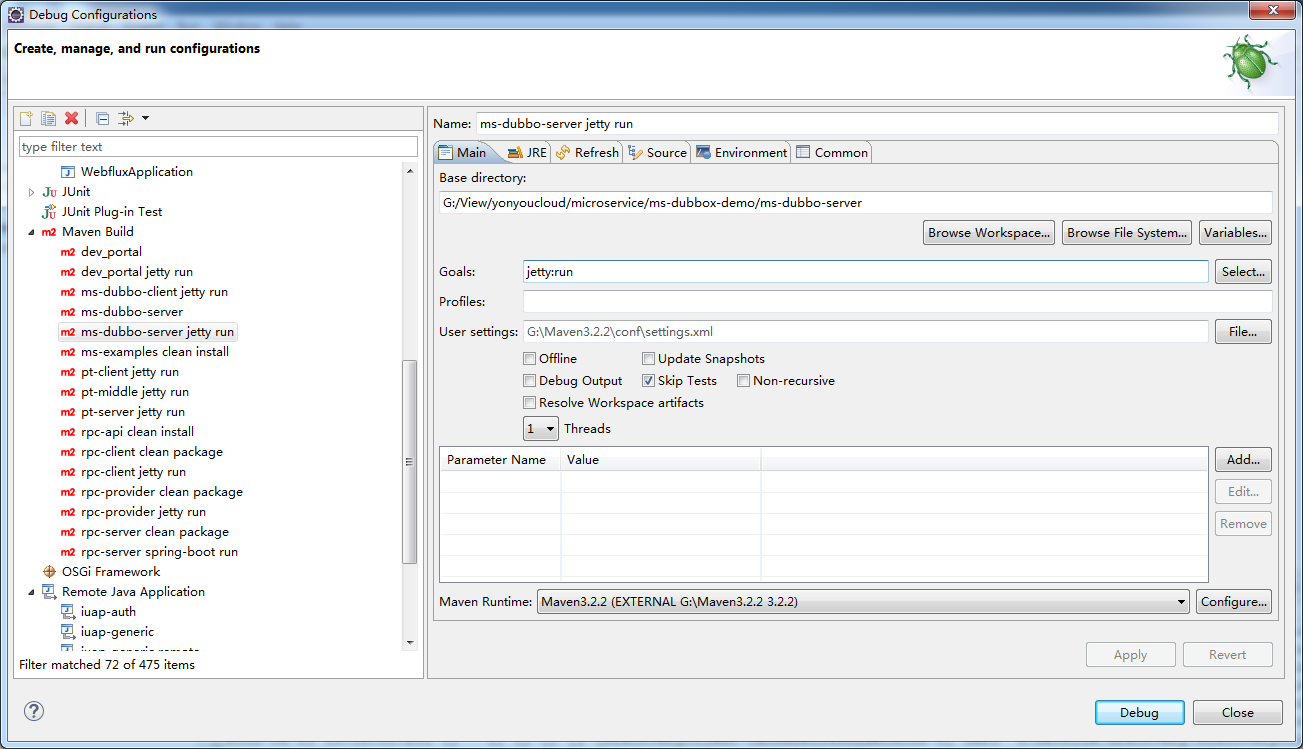 Debug Configurations
Create, manage, and run configurations
type filter text
WebfluxApplication
JUnit
JUnit Plug-in Test
Maven Build
dev_portal
dev_portal jetty run
ms-dubbo-client jetty run
ms-dubbo-server
ms-dubbo-server jetty run
ms-examples clean install
pt-client jetty run
pt-middle jetty run
pt-server jetty run
rpc-api clean install
rpc-client clean package
rpc-client jetty run
rpc-provider clean package
rpc-provider jetty run
rpc-server clean package
rpc-server spring-boot run
OSGi Framework
Remote Java Application
iuap-auth
iuap-generic
Filter matched 72 of 475 items
Name: ms-dubbo-server jetty run
Main JRE Refresh Source Environment Common
Base directory:
G:/View/yonyoucloud/microservice/ms-dubbox-demo/ms-dubbo-server
Browse Workspace... Browse File System... Variables...
Goals: jetty:run Select...
Profiles:
User settings: G:\Maven3.2.2\conf\settings.xml File...
Offline Update Snapshots
Debug Output Skip Tests Non-recursive
Resolve Workspace artifacts
1 Threads
Parameter Name Value Add...
Edit...
Remove
Maven Runtime: Maven3.2.2 (EXTERNAL G:\Maven3.2.2 3.2.2) Configure...
Apply Revert
Debug Close